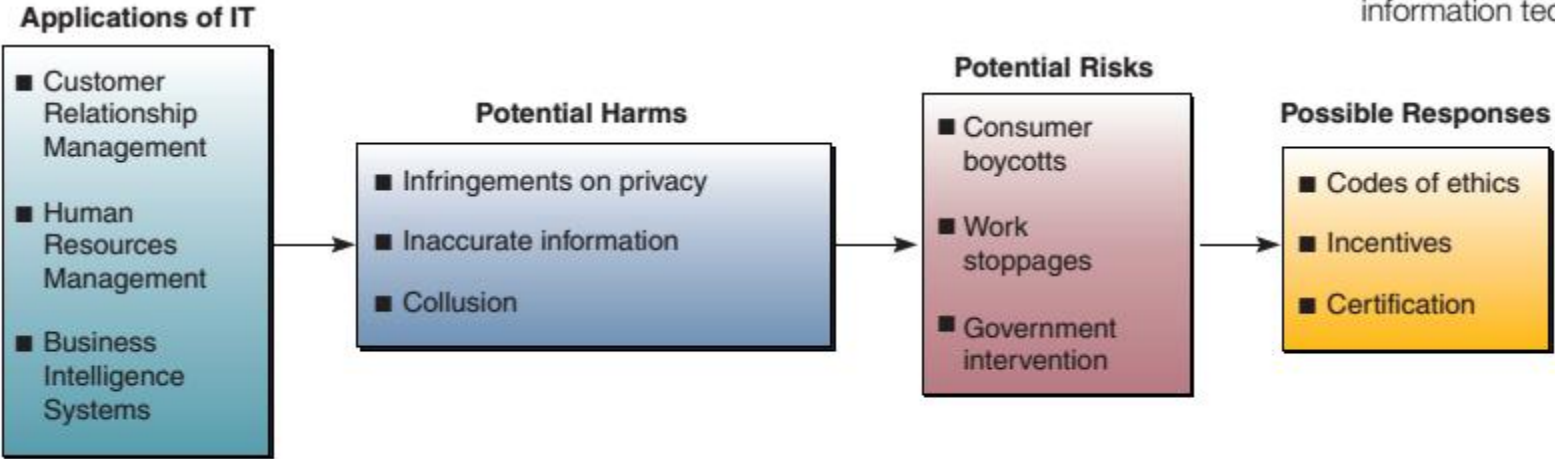 Applications of IT
■ Customer
Relationship
Management
■ Human
Resources
Management
■ Business
Intelligence
Systems
Potential Harms
■ Infringements on privacy
■ Inaccurate information
■ Collusion
Potential Risks
■ Consumer
boycotts
■ Work
stoppages
■ Government
intervention
Possible Responses
■ Codes of ethics
■ Incentives
■ Certification
information